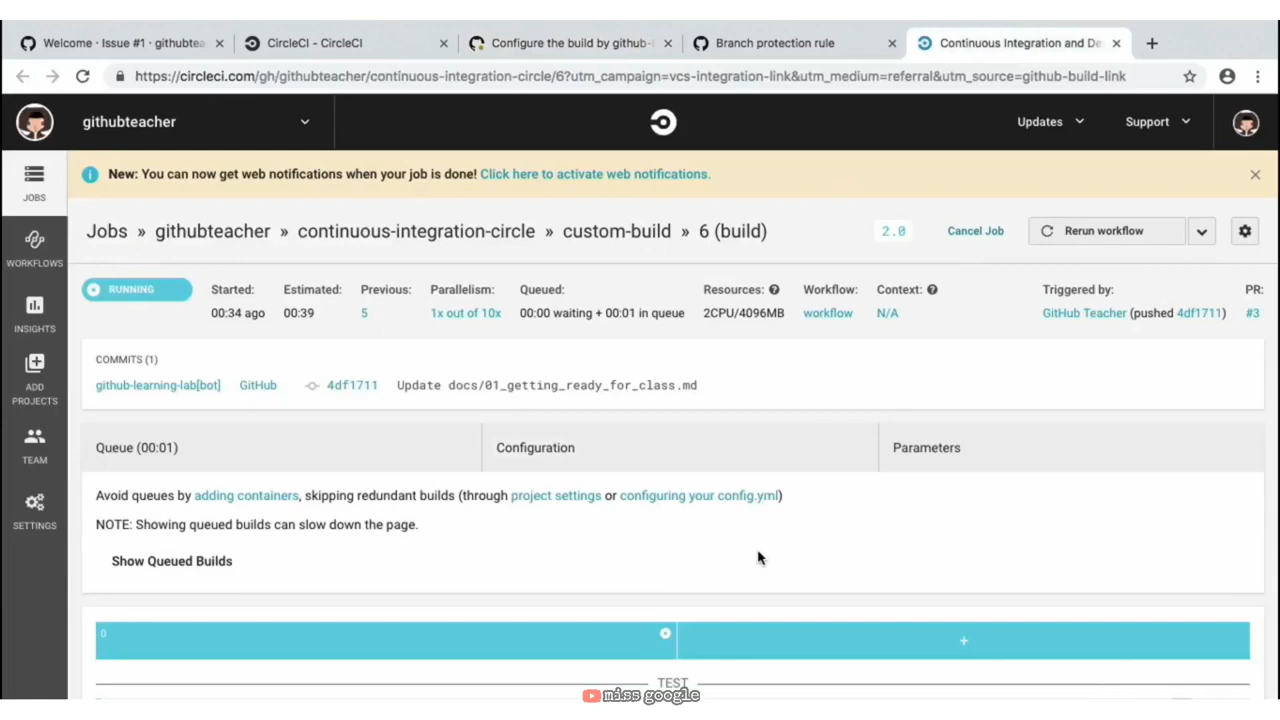 Welcome · Issue #1 · githubtea
CircleCI - CircleCI
Configure the build by github-
Branch protection rule
Continuous Integration and De
https://circleci.com/gh/githubteacher/continuous-integration-circle/6?utm_campaign=vcs-integration-link&utm_medium=referral&utm_source=github-build-link
githubteacher
Updates
Support
JOBS
WORKFLOWS
INSIGHTS
ADD
PROJECTS
TEAM
SETTINGS
New: You can now get web notifications when your job is done! Click here to activate web notifications.
Jobs » githubteacher » continuous-integration-circle » custom-build » 6 (build)
2.0
Cancel Job
Rerun workflow
RUNNING
Started: Estimated: Previous: Parallelism: Queued: Resources: Workflow: Context: Triggered by: PR:
00:34 ago 00:39 5 1x out of 10x 00:00 waiting + 00:01 in queue 2CPU/4096MB workflow N/A GitHub Teacher (pushed 4df1711) #3
COMMITS (1)
github-learning-lab[bot] GitHub 4df1711 Update docs/01_getting_ready_for_class.md
Queue (00:01) Configuration Parameters
Avoid queues by adding containers, skipping redundant builds (through project settings or configuring your config.yml)
NOTE: Showing queued builds can slow down the page.
Show Queued Builds
0
+
TEST
miss google